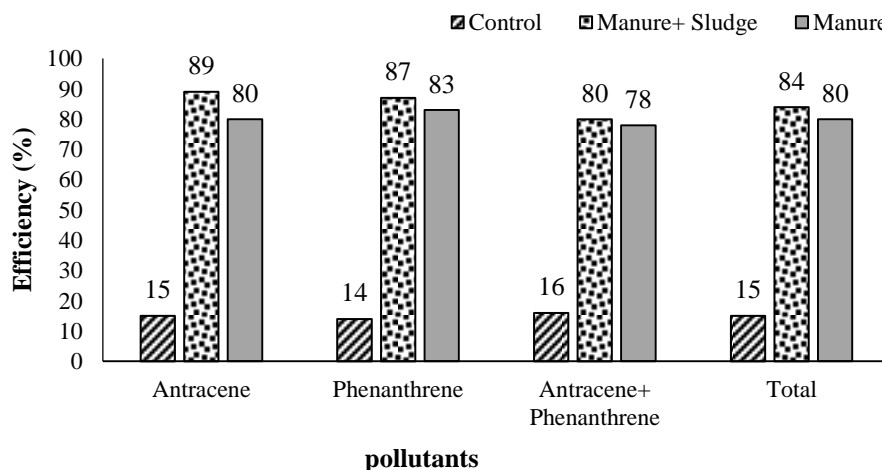 Control Manure+ Sludge Manure
100
90
80
70
60
50
40
30
20
10
0
Efficiency (%)
15
89
80
14
87
83
16
80
78
15
84
80
Antracene
Phenanthrene
Antracene+
Phenanthrene
Total
pollutants